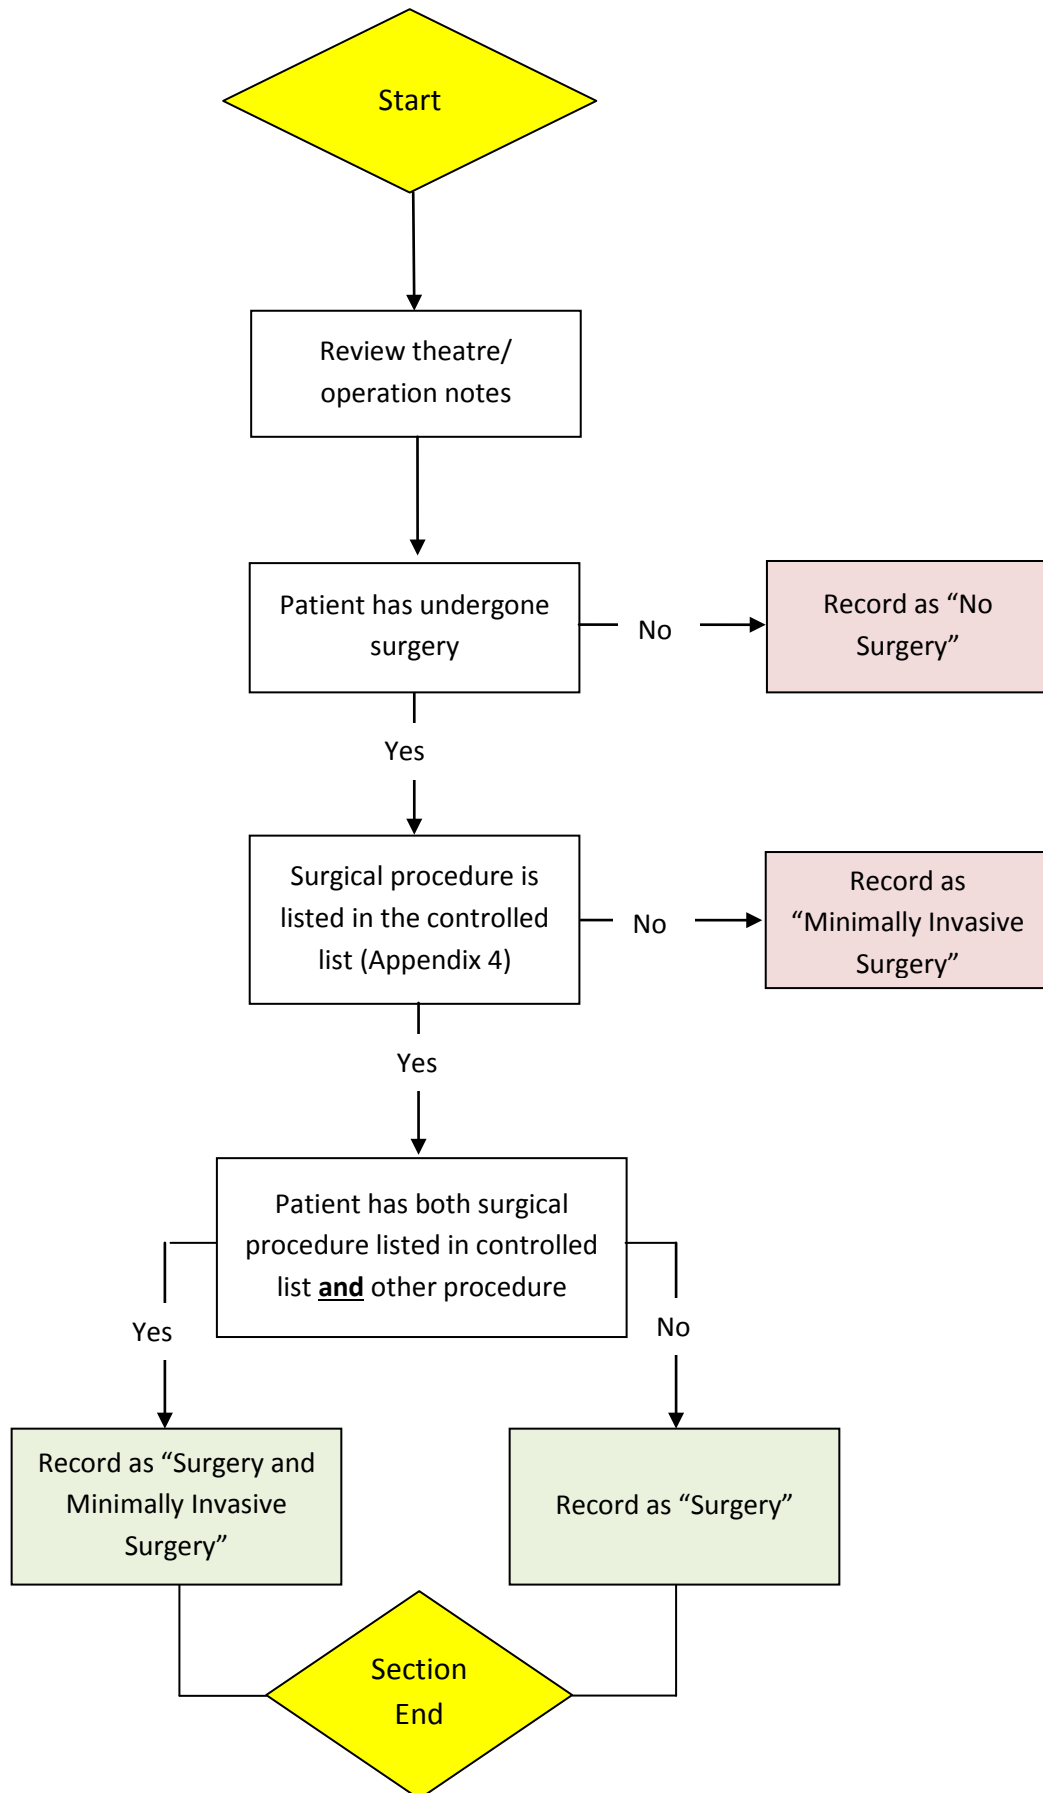 Start
Review theatre/
operation notes
Patient has undergone
surgery
No
Record as “No
Surgery”
Yes
Surgical procedure is
listed in the controlled
list (Appendix 4)
No
Record as
“Minimally Invasive
Surgery”
Yes
Patient has both surgical
procedure listed in controlled
list and other procedure
Yes
No
Record as “Surgery and
Minimally Invasive
Surgery”
Record as “Surgery”
Section
End